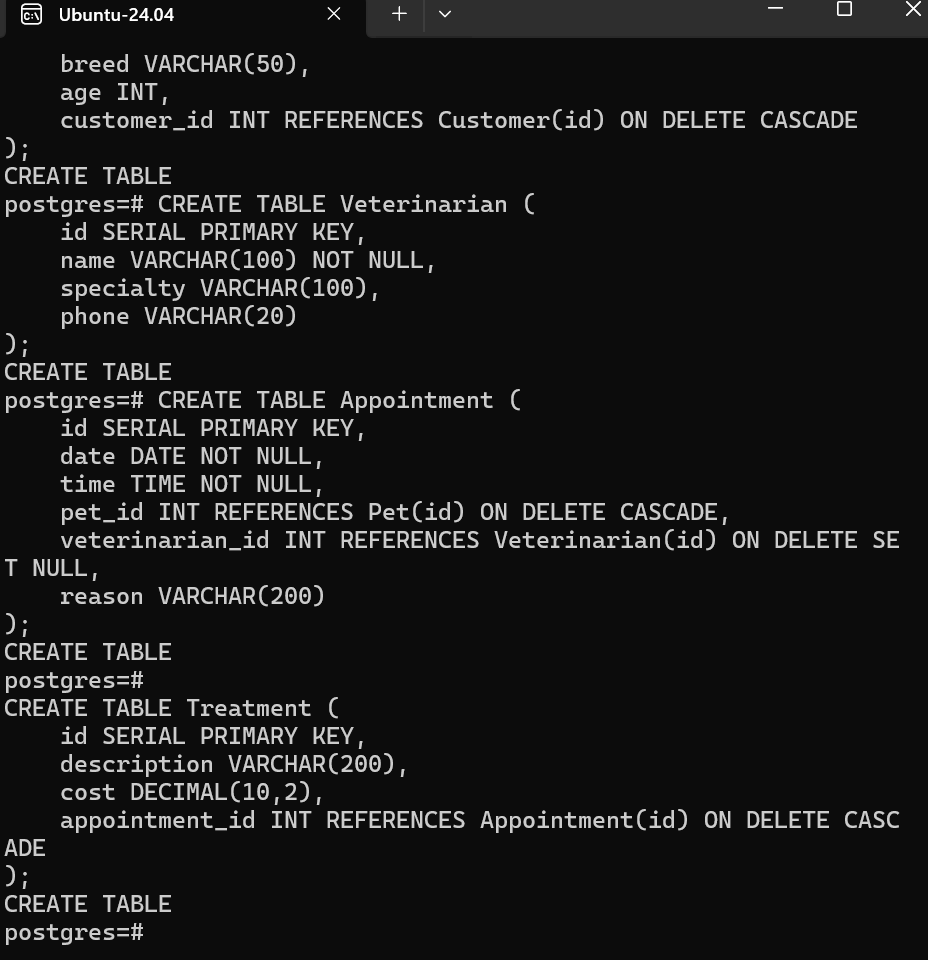 Ubuntu-24.04
breed VARCHAR(50),
age INT,
customer_id INT REFERENCES Customer(id) ON DELETE CASCADE
);
CREATE TABLE
postgres=# CREATE TABLE Veterinarian (
id SERIAL PRIMARY KEY,
name VARCHAR(100) NOT NULL,
specialty VARCHAR(100),
phone VARCHAR(20)
);
CREATE TABLE
postgres=# CREATE TABLE Appointment (
id SERIAL PRIMARY KEY,
date DATE NOT NULL,
time TIME NOT NULL,
pet_id INT REFERENCES Pet(id) ON DELETE CASCADE,
veterinarian_id INT REFERENCES Veterinarian(id) ON DELETE SE
T NULL,
reason VARCHAR(200)
);
CREATE TABLE
postgres=#
CREATE TABLE Treatment (
id SERIAL PRIMARY KEY,
description VARCHAR(200),
cost DECIMAL(10,2),
appointment_id INT REFERENCES Appointment(id) ON DELETE CASC
ADE
);
CREATE TABLE
postgres=#